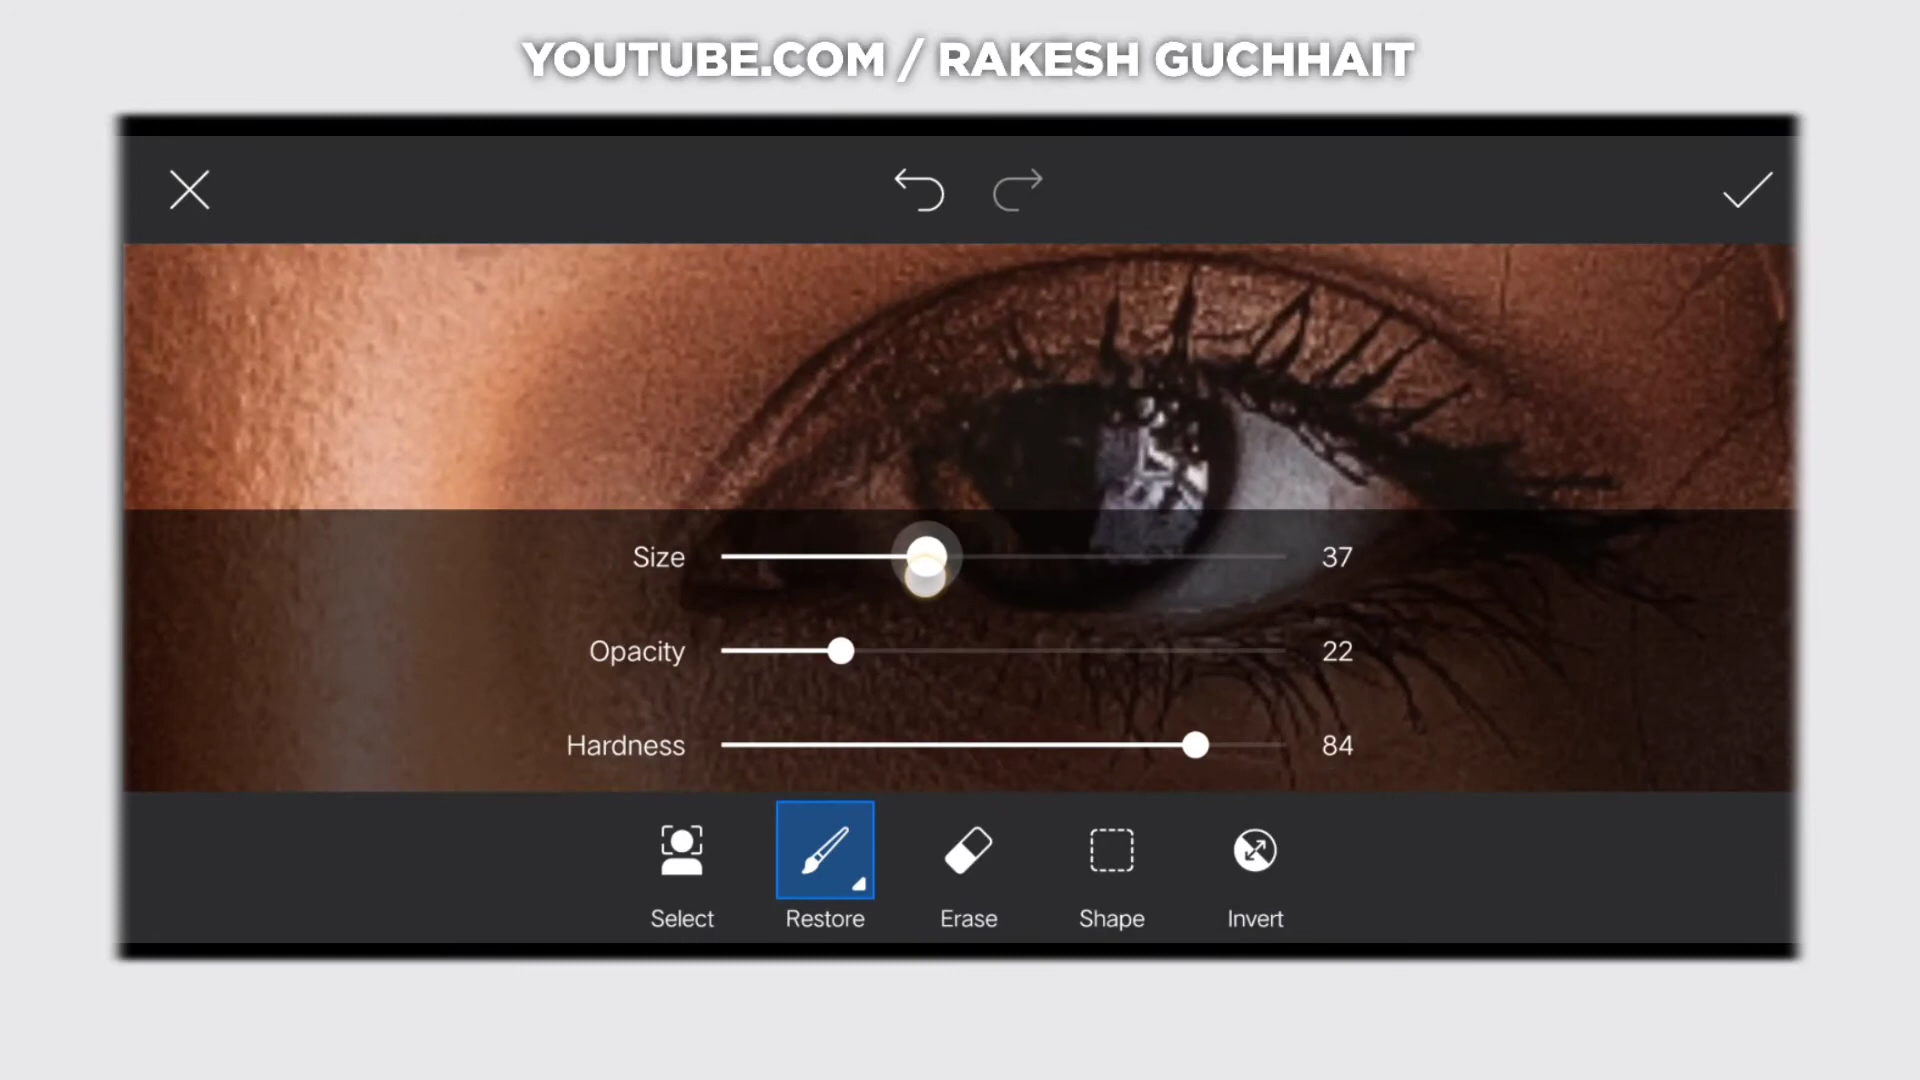 YOUTUBE.COM / RAKESH GUCHHAIT
Size 37
Opacity 22
Hardness 84
Select Restore Erase Shape Invert